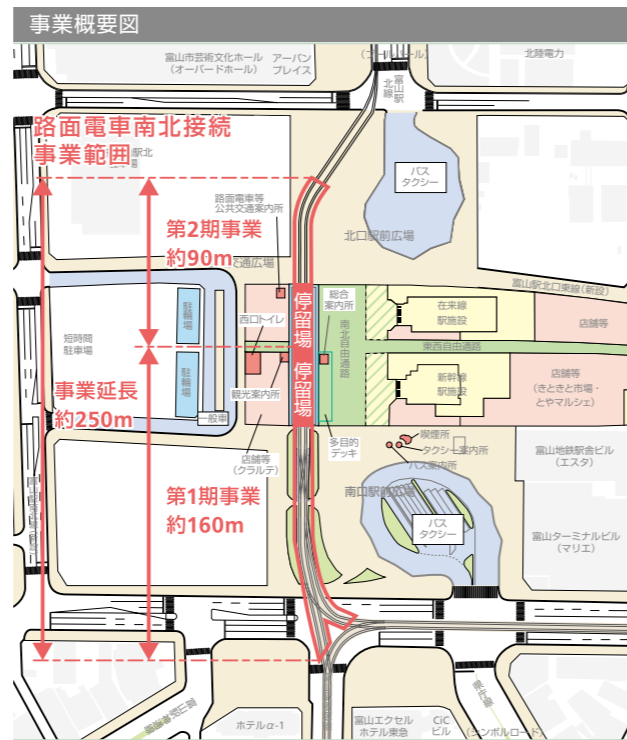 事業概要図
富山市芸術文化ホール
(オーバードホール)
アーバン
プレイス
富山駅
北線
北陸電力
路面電車南北接続
事業範囲
バス
タクシー
路面電車等
公共交通案内所
第2期事業
約90m
北口駅前広場
富山駅北口東線(新設)
停留場
総合
案内所
西口トイレ
南北自由通路
在来線
駅施設
店舗等
駐輪場
短時間
駐車場
東西自由通路
停留場
駐輪場
観光案内所
新幹線
駅施設
店舗等
(きときと市場・
とやマルシェ)
事業延長
約250m
一般車
店舗等
(クラルテ)
多目的
デッキ
喫煙所
タクシー案内所
バス案内所
富山地鉄駅舎ビル
(エスタ)
第1期事業
約160m
南口駅前広場
バス
タクシー
富山ターミナルビル
(マリエ)
ホテルα-1
富山エクセル
ホテル東急
CiC
ビル
(シンボルロード)